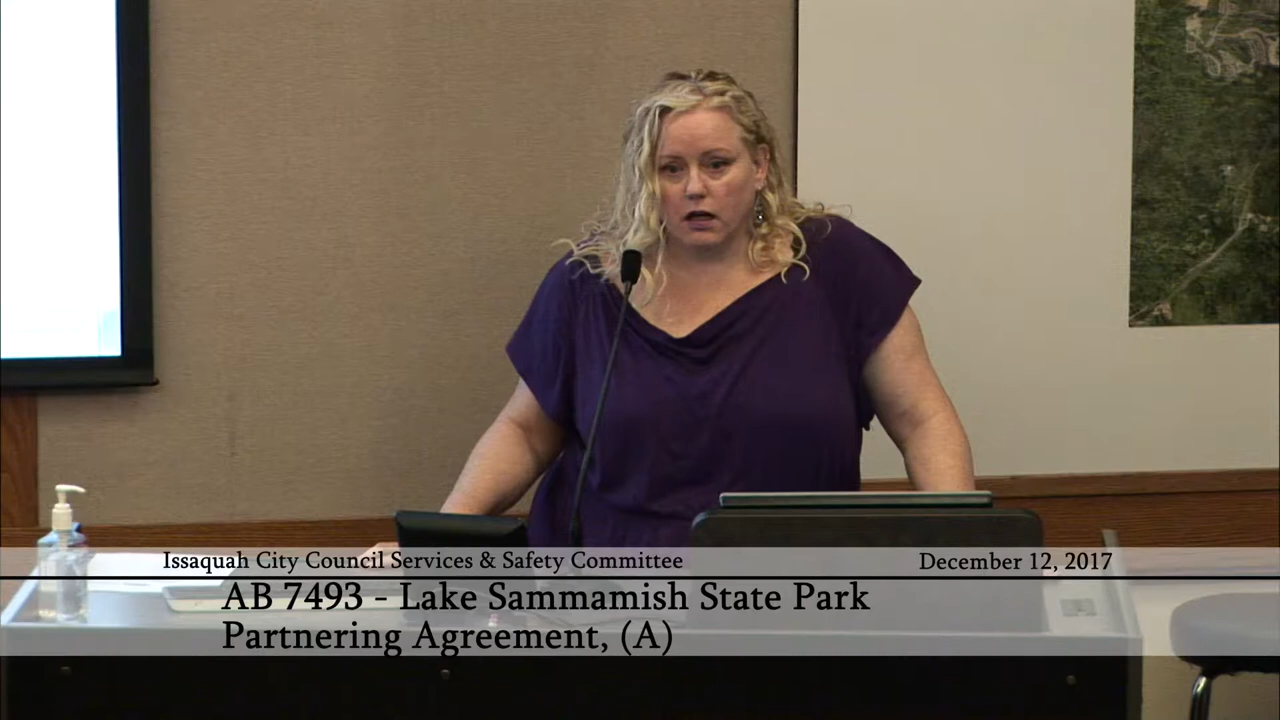 Issaquah City Council Services & Safety Committee
December 12, 2017
AB 7493 - Lake Sammamish State Park
Partnering Agreement, (A)